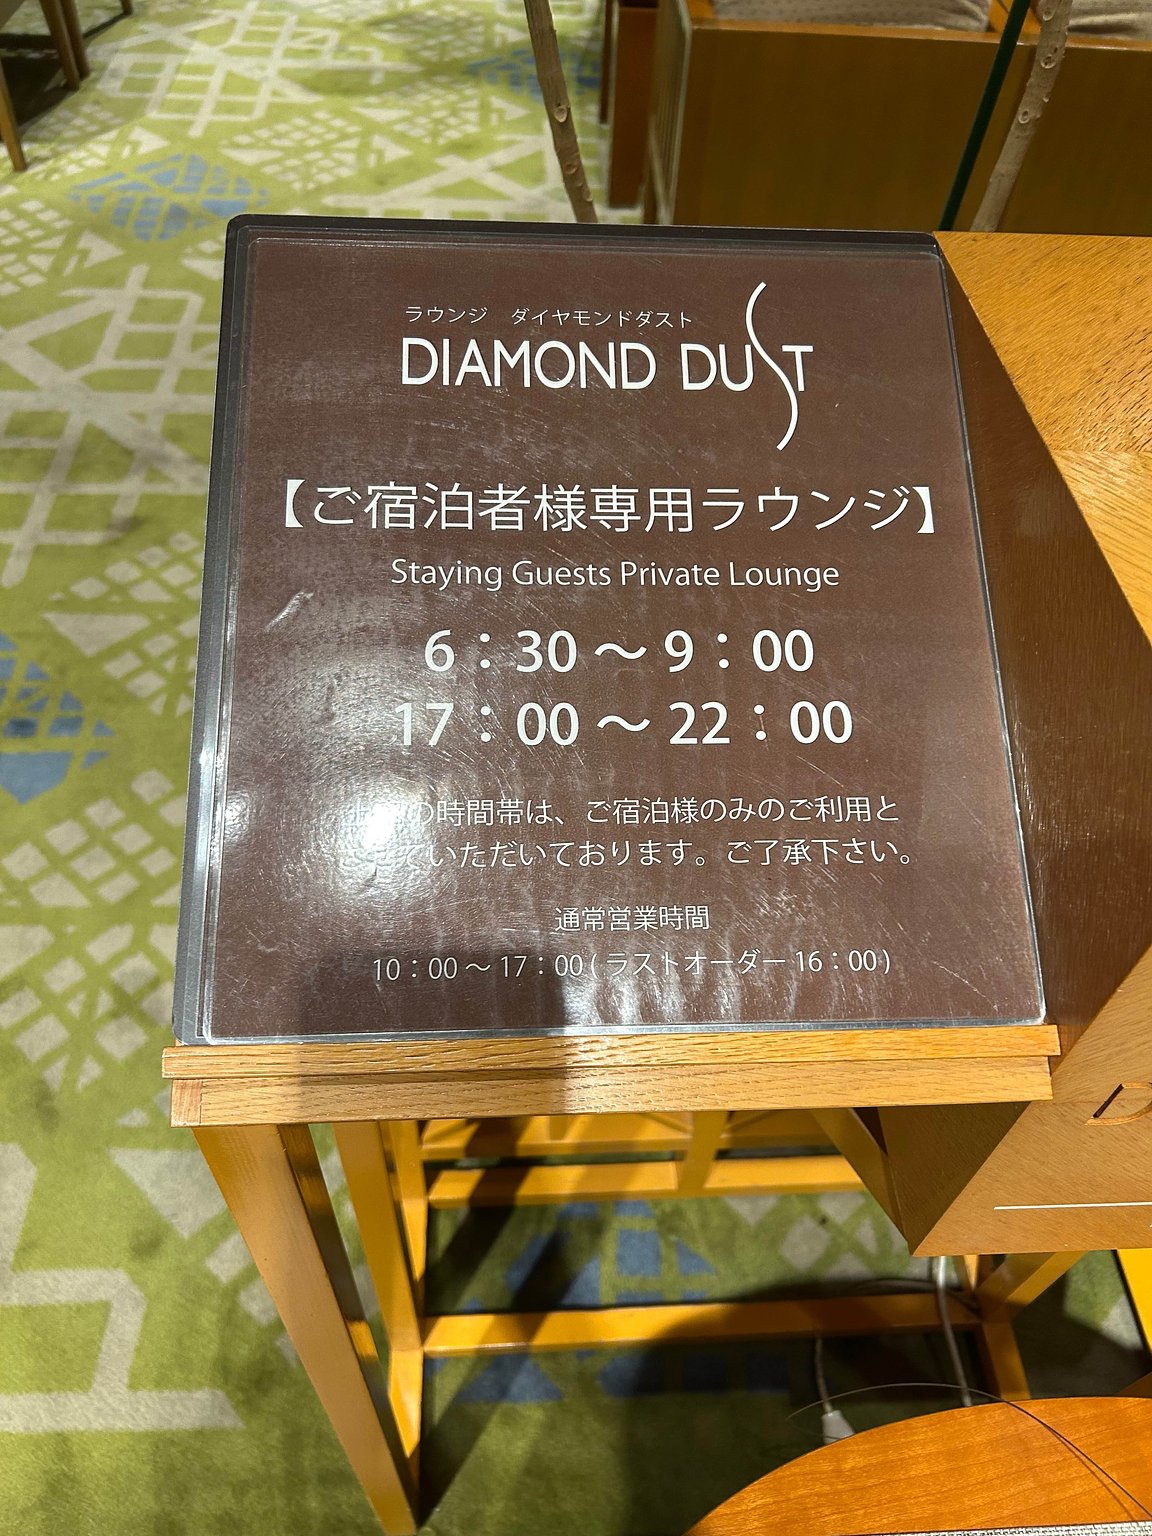 ラウンジ　ダイヤモンドダスト
DIAMOND DUST
【ご宿泊者様専用ラウンジ】
Staying Guests Private Lounge
6：30～9：00
17：00～22：00
の時間帯は、ご宿泊様のみのご利用と
ていただいております。ご了承下さい。
通常営業時間
10：00～17：00(ラストオーダー 16：00)